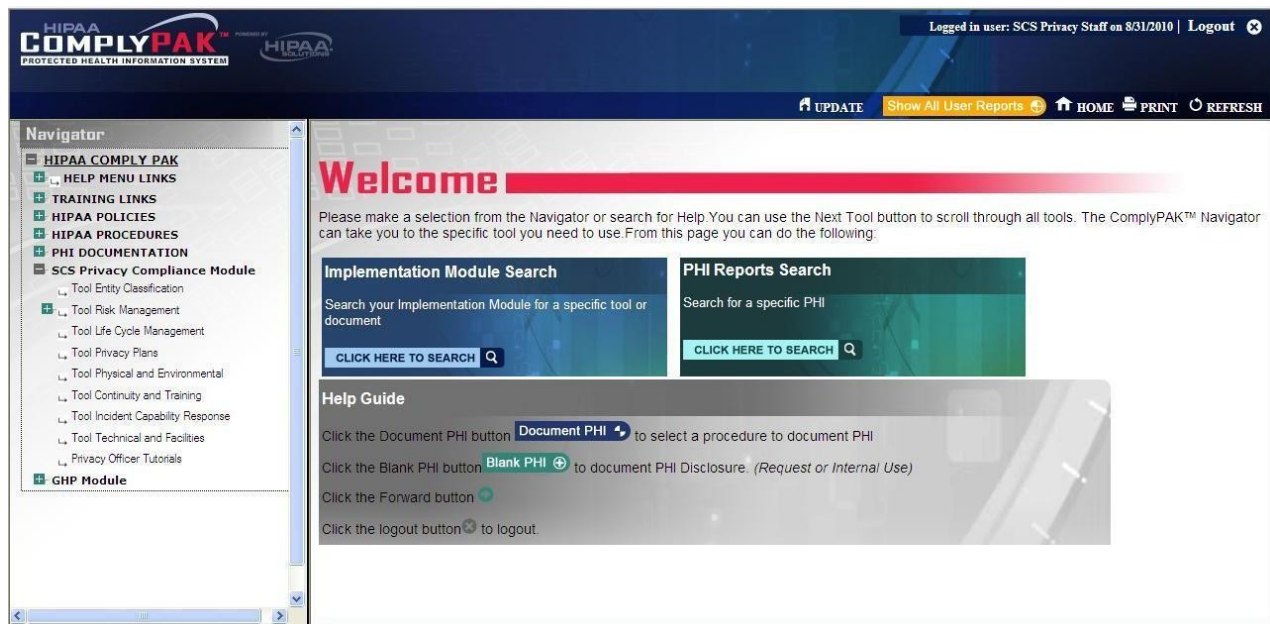 HIPAA
COMPLYPAK™ POWERED BY HIPAA SOLUTIONS
PROTECTED HEALTH INFORMATION SYSTEM
Logged in user: SCS Privacy Staff on 8/31/2010 | Logout
UPDATE Show All User Reports HOME PRINT REFRESH
Navigator
HIPAA COMPLY PAK
HELP MENU LINKS
TRAINING LINKS
HIPAA POLICIES
HIPAA PROCEDURES
PHI DOCUMENTATION
SCS Privacy Compliance Module
Tool Entity Classification
Tool Risk Management
Tool Life Cycle Management
Tool Privacy Plans
Tool Physical and Environmental
Tool Continuity and Training
Tool Incident Capability Response
Tool Technical and Facilities
Privacy Officer Tutorials
GHP Module
Welcome
Please make a selection from the Navigator or search for Help.You can use the Next Tool button to scroll through all tools. The ComplyPAK™ Navigator
can take you to the specific tool you need to use.From this page you can do the following:
Implementation Module Search
Search your Implementation Module for a specific tool or
document
CLICK HERE TO SEARCH
PHI Reports Search
Search for a specific PHI
CLICK HERE TO SEARCH
Help Guide
Click the Document PHI button Document PHI to select a procedure to document PHI
Click the Blank PHI button Blank PHI to document PHI Disclosure. (Request or Internal Use)
Click the Forward button
Click the logout button to logout.